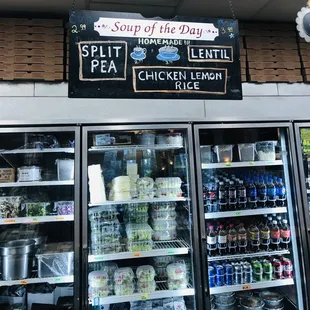 Soup of the Day
HOMEMADE
SPLIT
PEA
LENTIL
CHICKEN LEMON
RICE